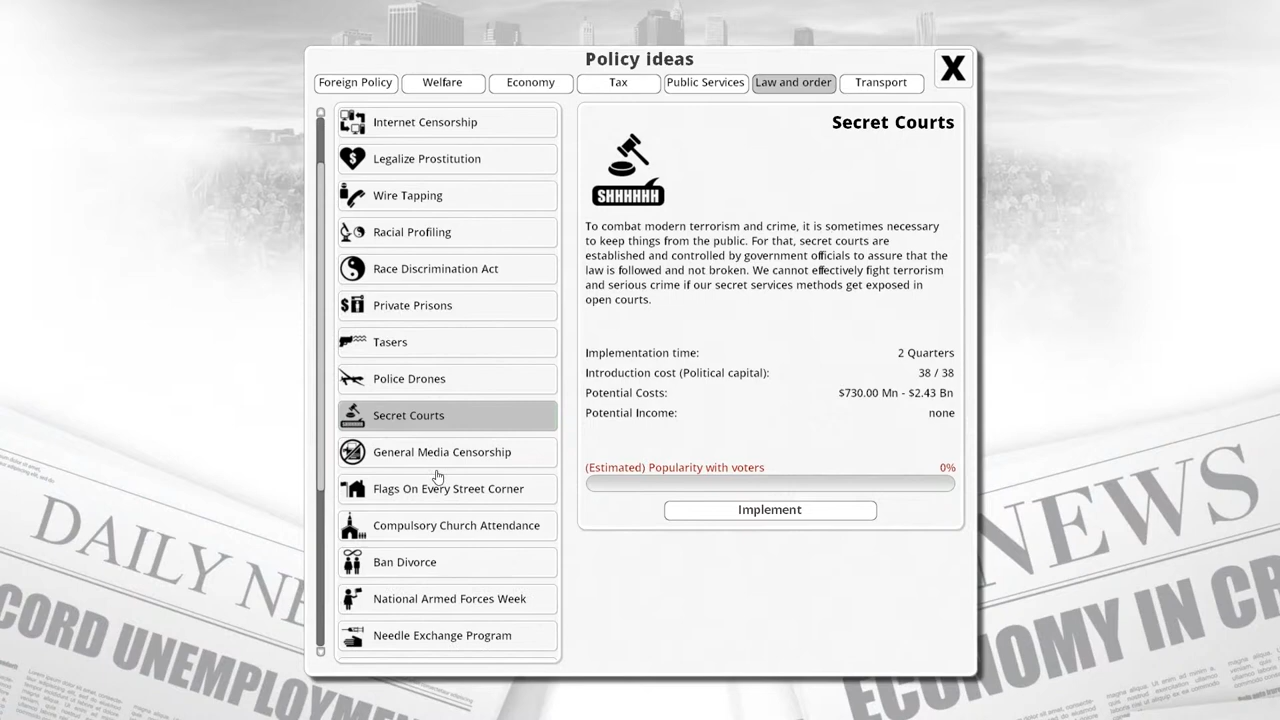 Policy ideas
X
Foreign Policy
Welfare
Economy
Tax
Public Services
Law and order
Transport
Internet Censorship
Legalize Prostitution
Wire Tapping
Racial Profiling
Race Discrimination Act
Private Prisons
Tasers
Police Drones
Secret Courts
General Media Censorship
Flags On Every Street Corner
Compulsory Church Attendance
Ban Divorce
National Armed Forces Week
Needle Exchange Program
Secret Courts
SHHHHHH
To combat modern terrorism and crime, it is sometimes necessary
to keep things from the public. For that, secret courts are
established and controlled by government officials to assure that the
law is followed and not broken. We cannot effectively fight terrorism
and serious crime if our secret services methods get exposed in
open courts.
Implementation time: 2 Quarters
Introduction cost (Political capital): 38 / 38
Potential Costs: $730.00 Mn - $2.43 Bn
Potential Income: none
(Estimated) Popularity with voters 0%
Implement
DAILY NE
CORD UNEMPLOYM
NEWS
ECONOMY IN CR